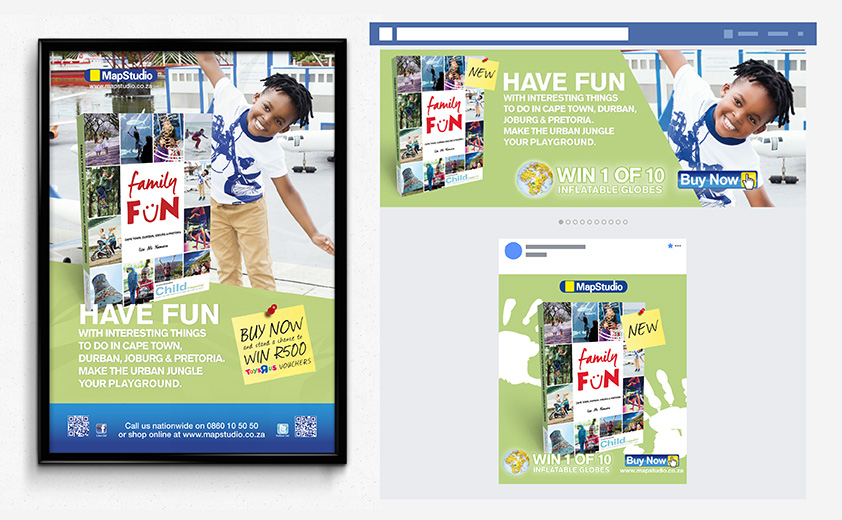 MapStudio
www.mapstudio.co.za
family
FUN
CAPE TOWN, DURBAN, JOBURG & PRETORIA
Child
HAVE FUN
WITH INTERESTING THINGS
TO DO IN CAPE TOWN,
DURBAN, JOBURG & PRETORIA.
MAKE THE URBAN JUNGLE
YOUR PLAYGROUND.
BUY NOW
and stand a chance to
WIN R500
TOYS R US VOUCHERS
Call us nationwide on 0860 10 50 50
or shop online at www.mapstudio.co.za
family
FUN
Child
NEW
HAVE FUN
WITH INTERESTING THINGS
TO DO IN CAPE TOWN, DURBAN,
JOBURG & PRETORIA.
MAKE THE URBAN JUNGLE
YOUR PLAYGROUND.
WIN 1 OF 10
INFLATABLE GLOBES
Buy Now
MapStudio
NEW
family
FUN
CAPE TOWN, DURBAN, JOBURG & PRETORIA
Child
WIN 1 OF 10
INFLATABLE GLOBES
Buy Now
www.mapstudio.co.za